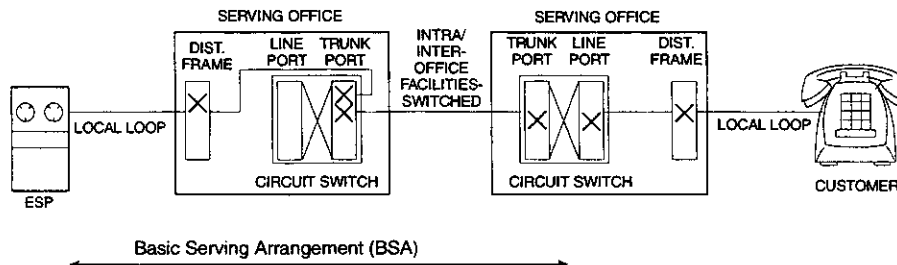 SERVING OFFICE
SERVING OFFICE
DIST.
FRAME
LINE
PORT
TRUNK
PORT
INTRA/
INTER-
OFFICE
FACILITIES-
SWITCHED
TRUNK
PORT
LINE
PORT
DIST.
FRAME
LOCAL LOOP
LOCAL LOOP
CIRCUIT SWITCH
CIRCUIT SWITCH
ESP
CUSTOMER
Basic Serving Arrangement (BSA)